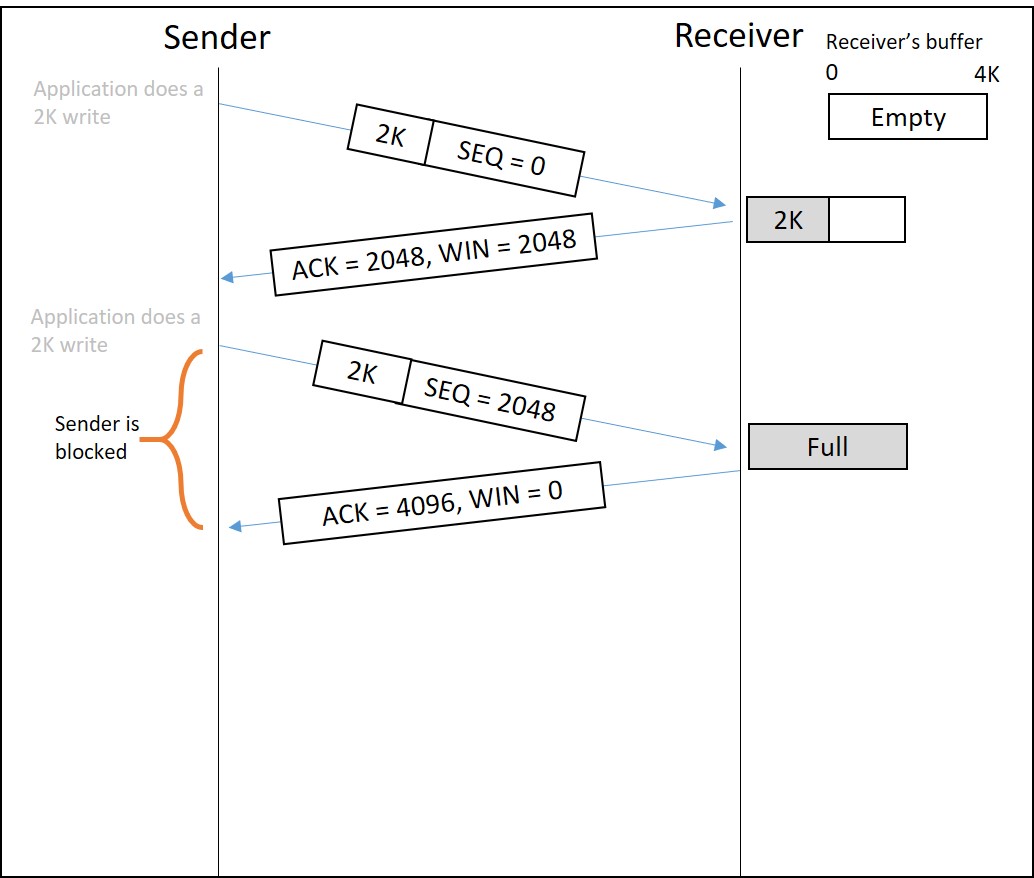 Sender
Receiver
Receiver's buffer
0
4K
Application does a
2K write
2K
SEQ = 0
Empty
2K
ACK = 2048, WIN = 2048
Application does a
2K write
2K
SEQ = 2048
Sender is
blocked
Full
ACK = 4096, WIN = 0